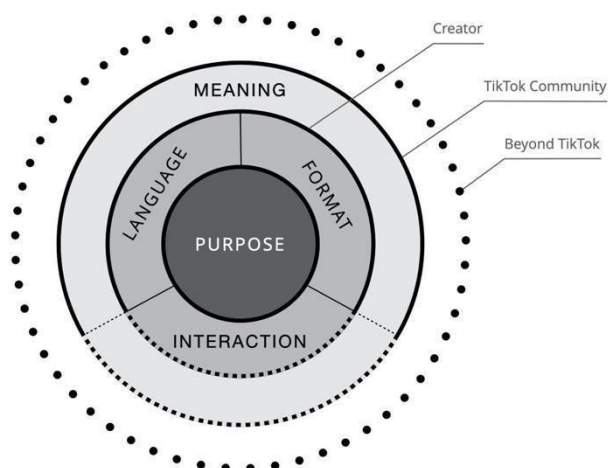 Creator
MEANING
TikTok Community
Beyond TikTok
LANGUAGE
FORMAT
PURPOSE
INTERACTION